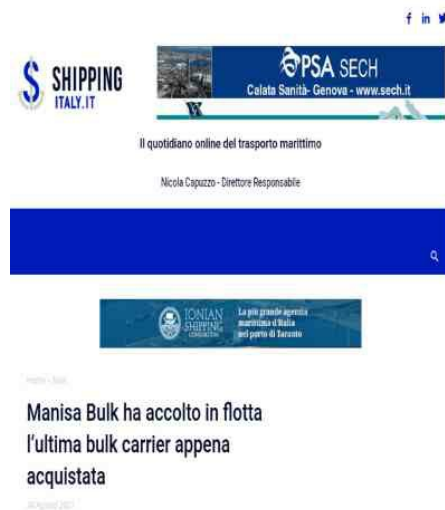 f in
SHIPPING
ITALY.IT
PSA SECH
Calata Sanità- Genova - www.sech.it
Il quotidiano online del trasporto marittimo
Nicola Capuzzo - Direttore Responsabile
IONIAN
SHIPPING
CONSORTIUM
La più grande agenzia
marittima d'Italia
nel porto di Taranto
Manisa Bulk ha accolto in flotta
l'ultima bulk carrier appena
acquistata